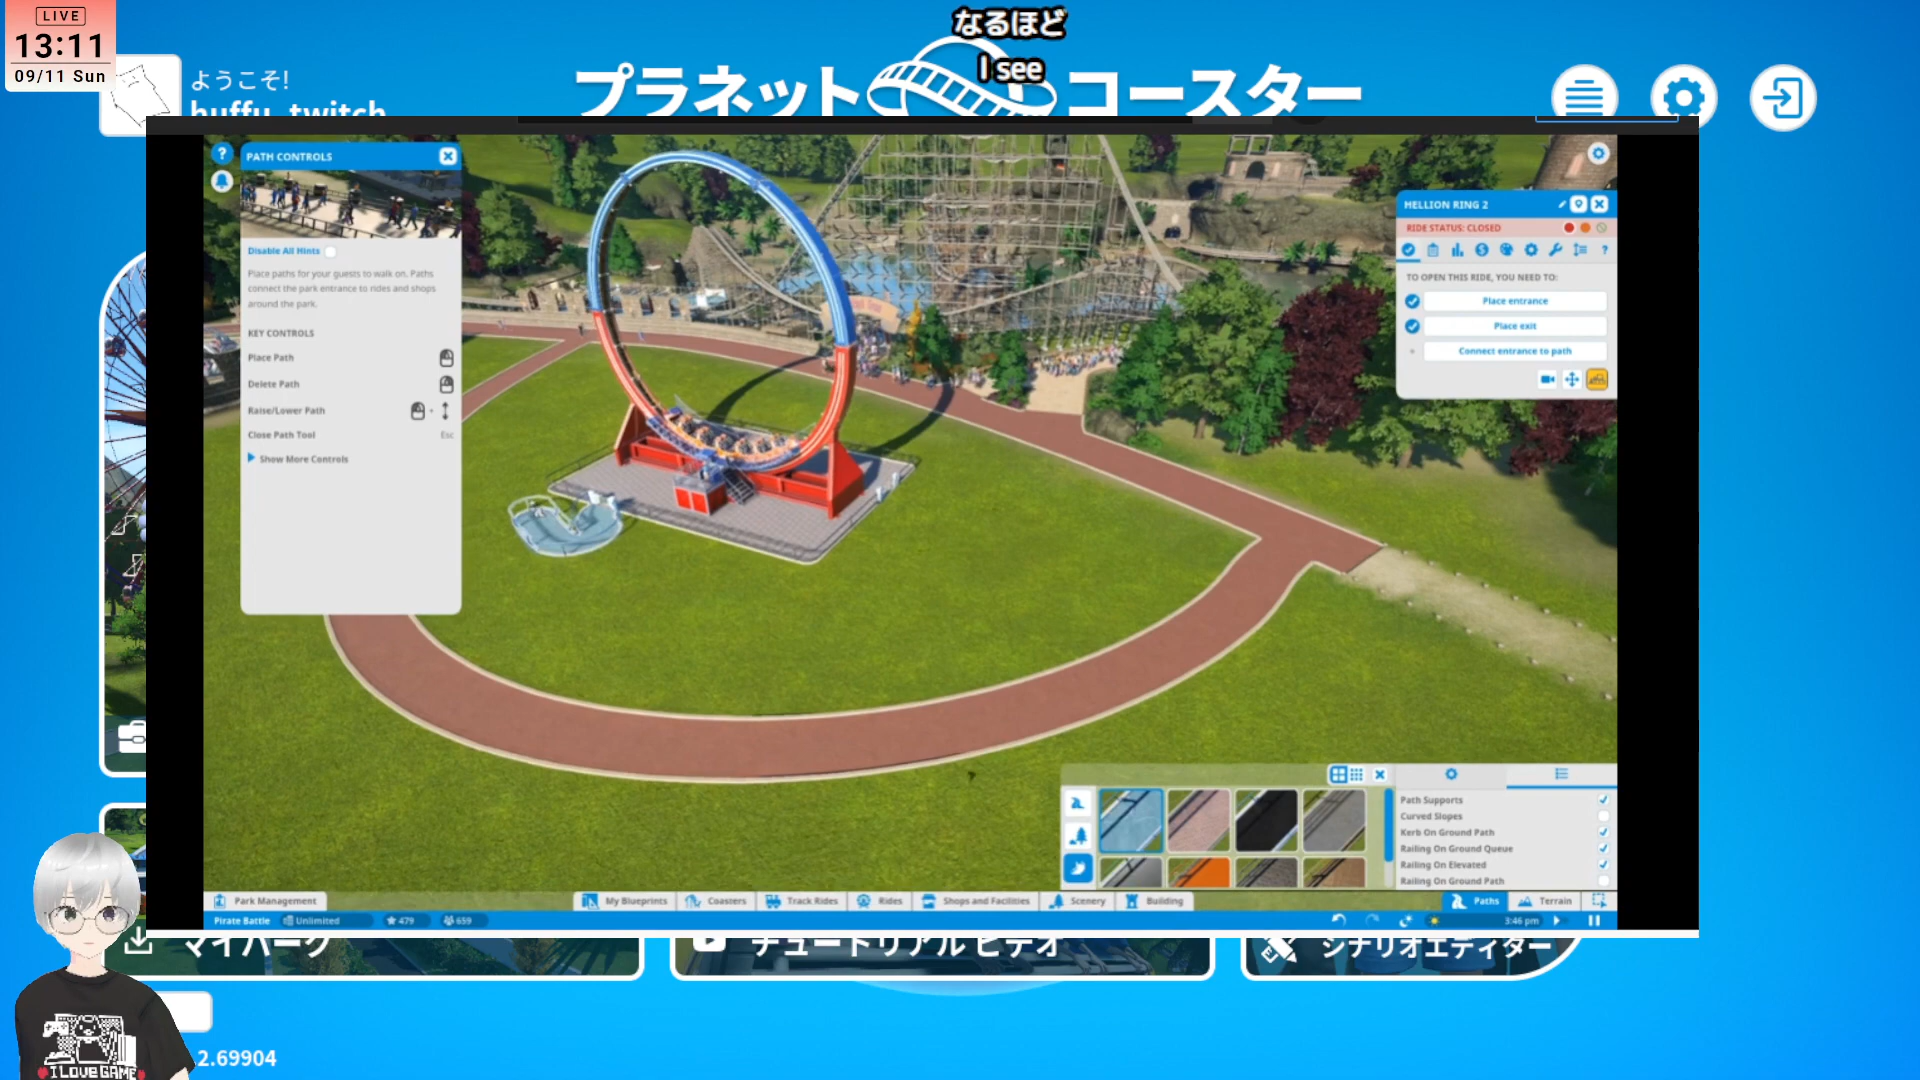 LIVE
13:11
09/11 Sun
ようこそ!
buffu_twitch
なるほど
I see
プラネット コースター
PATH CONTROLS
Disable All Hints
Place paths for your guests to walk on. Paths
connect the park entrance to rides and shops
around the park.
KEY CONTROLS
Place Path
Delete Path
Raise/Lower Path
Close Path Tool Esc
Show More Controls
HELLION RING 2
RIDE STATUS: CLOSED
TO OPEN THIS RIDE, YOU NEED TO:
Place entrance
Place exit
Connect entrance to path
Path Supports
Curved Slopes
Kerb On Ground Path
Railing On Ground Queue
Railing On Elevated
Railing On Ground Path
Park Management
My Blueprints
Coasters
Track Rides
Rides
Shops and Facilities
Scenery
Building
Paths
Terrain
Pirate Battle
Unlimited
479
659
3:46 pm
マイパーク
チュートリアル ビデオ
シナリオエディター
I LOVE GAME
2.69904